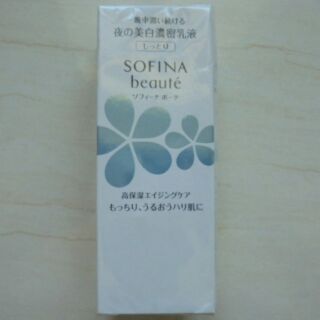 晩中潤い続ける
夜の美白濃密乳液
もっとり
SOFINA
beauté
ソフィーナ ボーテ
高保湿エイジングケア
もっちり、うるおうハリ肌に